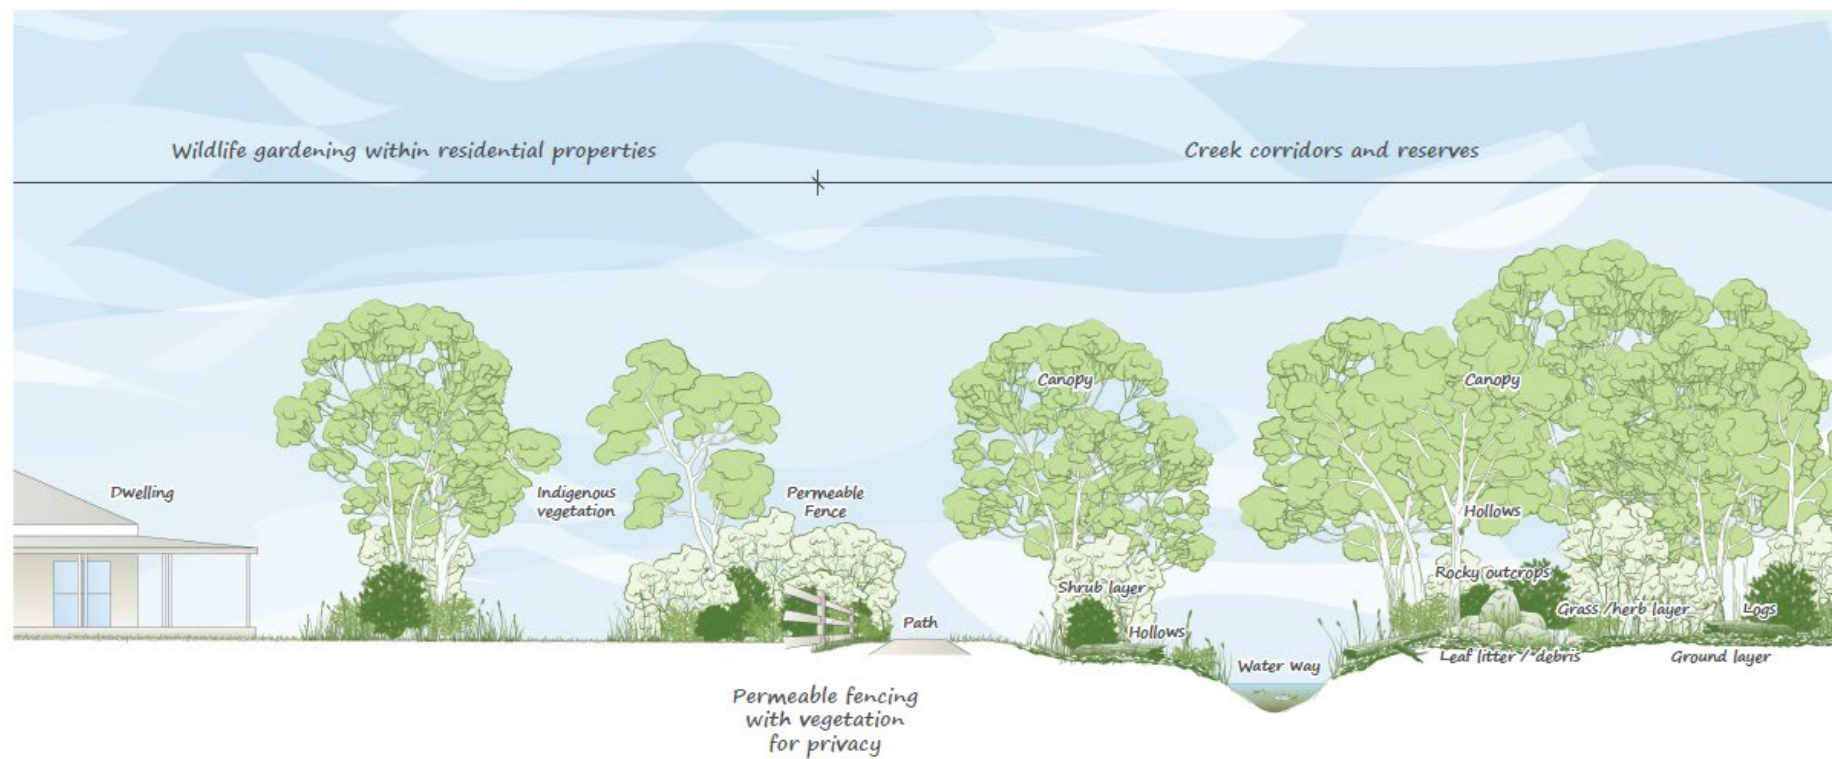 Wildlife gardening within residential properties
Creek corridors and reserves
Canopy
Canopy
Dwelling
Indigenous
vegetation
Permeable
Fence
Hollows
Rocky outcrops
Shrub layer
Grass /herb layer
Logs
Path
Hollows
Water way
Leaf litter / debris
Ground layer
Permeable fencing
with vegetation
for privacy